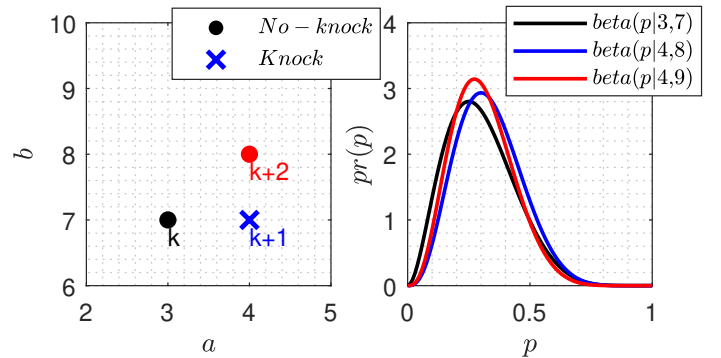 No-knock
Knock
10
9
8
7
6
k
k+1
k+2
2
3
4
5
a
b
beta(p|3,7)
beta(p|4,8)
beta(p|4,9)
4
3
2
1
0
0
0.5
1
p
pr(p)